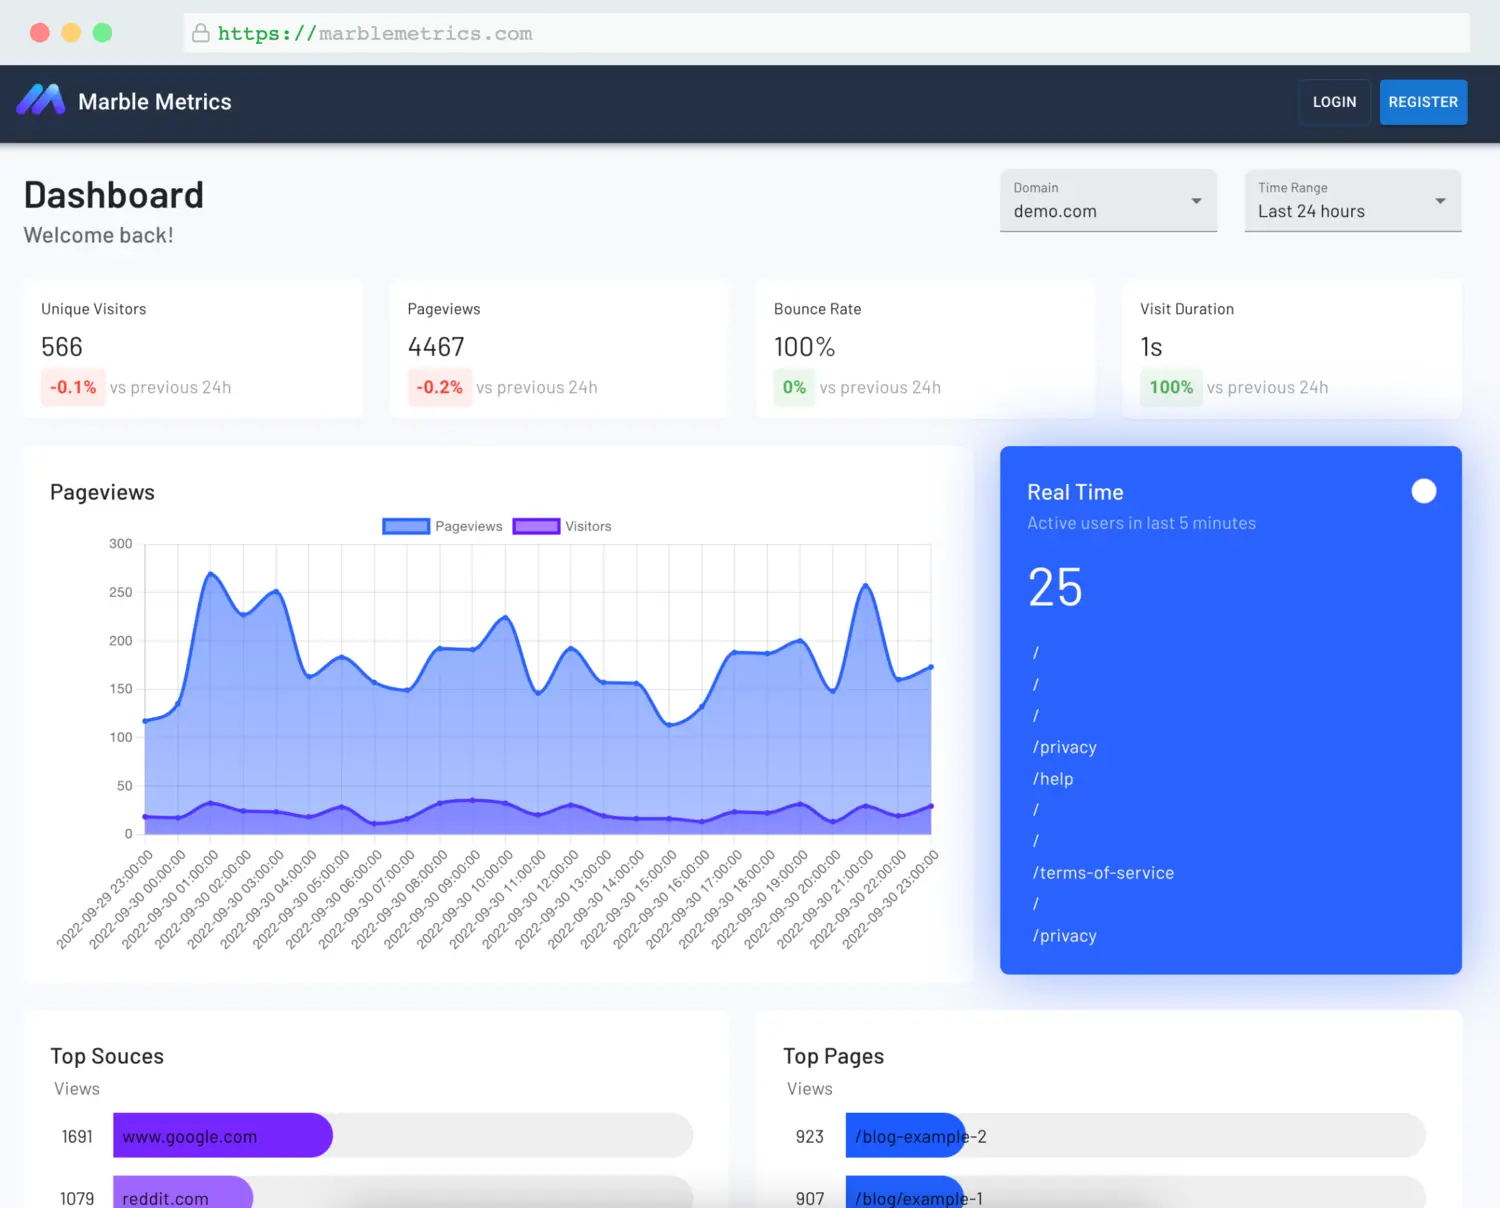 https://marblemetrics.com
Marble Metrics
LOGIN
REGISTER
Dashboard
Welcome back!
Domain
demo.com
Time Range
Last 24 hours
Unique Visitors
566
-0.1% vs previous 24h
Pageviews
4467
-0.2% vs previous 24h
Bounce Rate
100%
0% vs previous 24h
Visit Duration
1s
100% vs previous 24h
Pageviews
Pageviews Visitors
300
250
200
150
100
50
0
2022-09-29 23:00:00
2022-09-30 00:00:00
2022-09-30 01:00:00
2022-09-30 02:00:00
2022-09-30 03:00:00
2022-09-30 04:00:00
2022-09-30 05:00:00
2022-09-30 06:00:00
2022-09-30 07:00:00
2022-09-30 08:00:00
2022-09-30 09:00:00
2022-09-30 10:00:00
2022-09-30 11:00:00
2022-09-30 12:00:00
2022-09-30 13:00:00
2022-09-30 14:00:00
2022-09-30 15:00:00
2022-09-30 16:00:00
2022-09-30 17:00:00
2022-09-30 18:00:00
2022-09-30 19:00:00
2022-09-30 20:00:00
2022-09-30 21:00:00
2022-09-30 22:00:00
2022-09-30 23:00:00
Real Time
Active users in last 5 minutes
25
/
/
/
/privacy
/help
/
/
/terms-of-service
/
/privacy
Top Souces
Views
1691 www.google.com
1079 reddit.com
Top Pages
Views
923 /blog-example-2
907 /blog/example-1